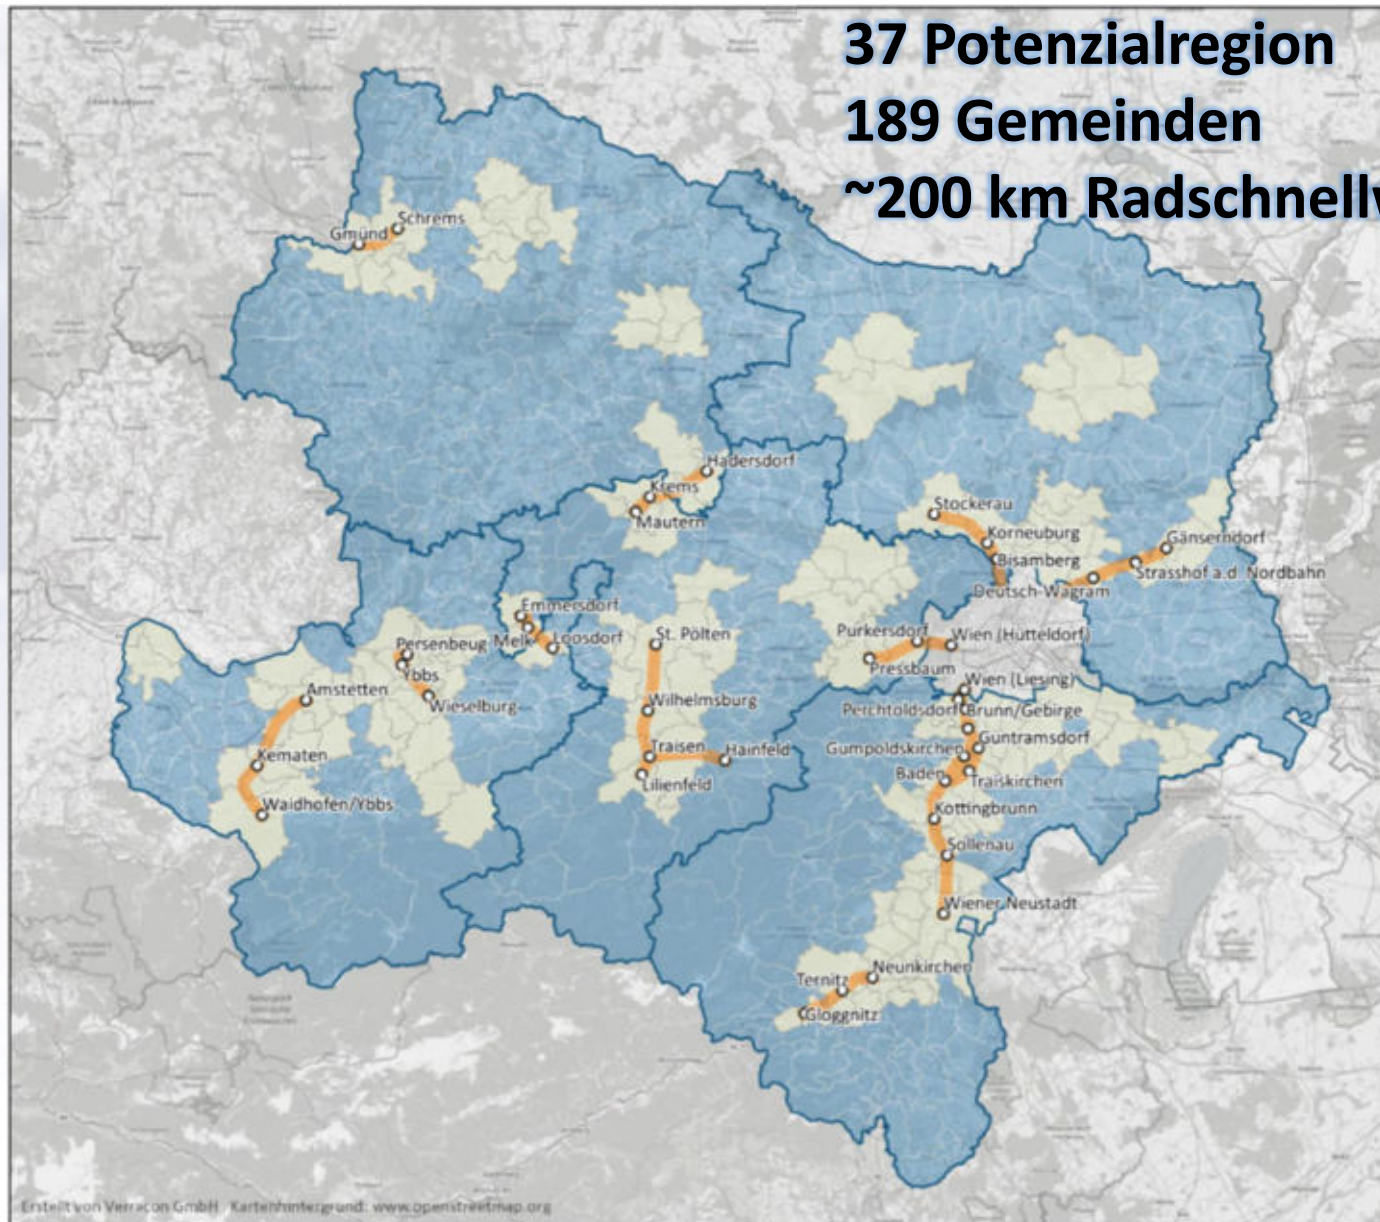 37 Potenzialregion
189 Gemeinden
~200 km Radschnellv
Schrems
Gmünd
Hadersdorf
Krems
Mautern
Stockerau
Korneuburg
Bisamberg
Gänserndorf
Strasshof a.d. Nordbahn
Deutsch-Wagram
Emmersdorf
Melk
Loosdorf
St. Pölten
Purkersdorf
Wien (Hütteldorf)
Pressbaum
Persenbeug
Ybbs
Wieselburg
Amstetten
Wien (Liesing)
Perchtoldsdorf
Brunn/Gebirge
Wilhelmsburg
Guntramsdorf
Gumpoldskirchen
Traisen
Hainfeld
Kematen
Baden
Traiskirchen
Lilienfeld
Waidhofen/Ybbs
Kottingbrunn
Sollenau
Wiener Neustadt
Neunkirchen
Ternitz
Gloggnitz
Erstellt von Verracon GmbH Kartenhintergrund: www.openstreetmap.org